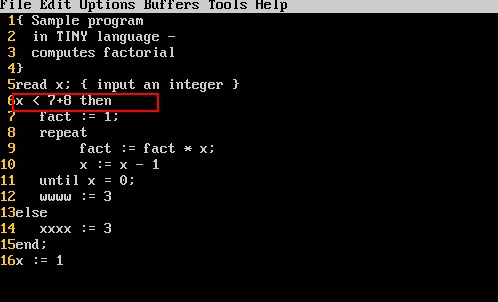 File Edit Options Buffers Tools Help
1{ Sample program
2  in TINY language -
3  computes factorial
4}
5read x; { input an integer }
6x < 7+8 then
7   fact := 1;
8   repeat
9        fact := fact * x;
10        x := x - 1
11   until x = 0;
12   wwww := 3
13else
14   xxxx := 3
15end;
16x := 1